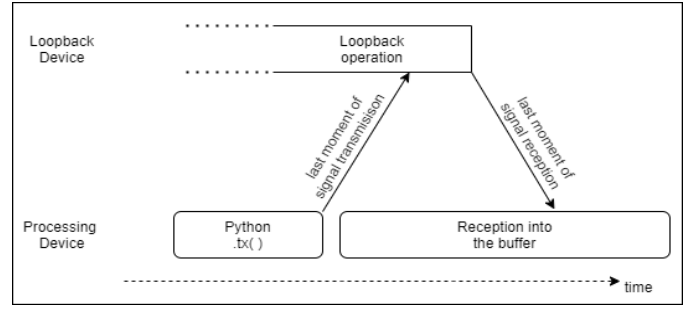 Loopback
Device
Loopback
operation
last moment of
signal transmisison
last moment of
signal reception
Processing
Device
Python
.tx( )
Reception into
the buffer
time